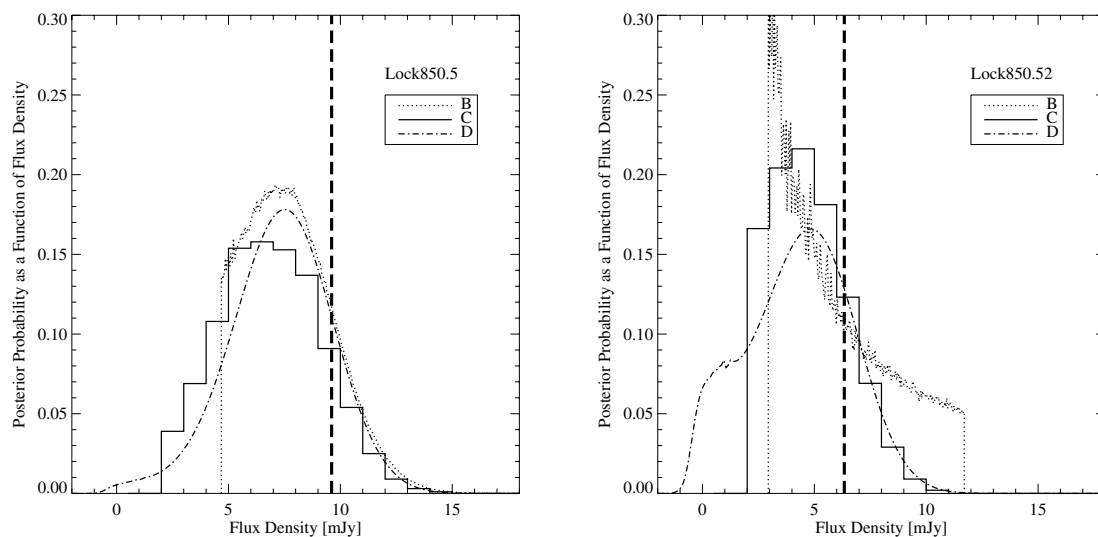 Posterior Probability as a Function of Flux Density
0.30
0.25
0.20
0.15
0.10
0.05
0.00
Lock850.5
B
C
D
0
5
10
15
Flux Density [mJy]
Posterior Probability as a Function of Flux Density
0.30
0.25
0.20
0.15
0.10
0.05
0.00
Lock850.52
B
C
D
0
5
10
15
Flux Density [mJy]